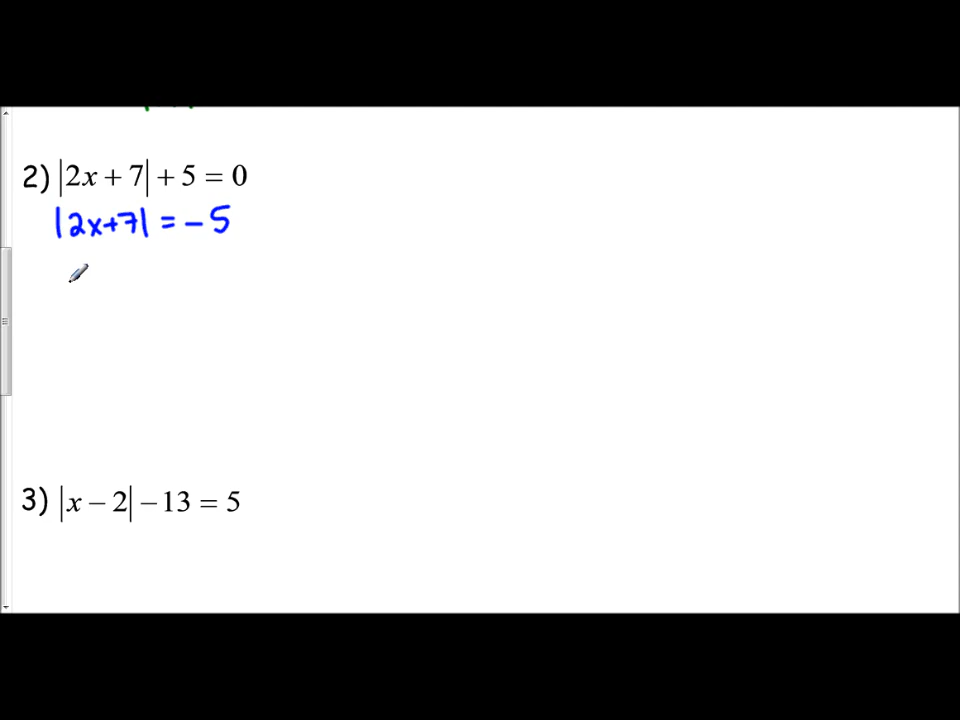 2) |2x + 7| + 5 = 0
|2x+7| = - 5
3) |x − 2| − 13 = 5